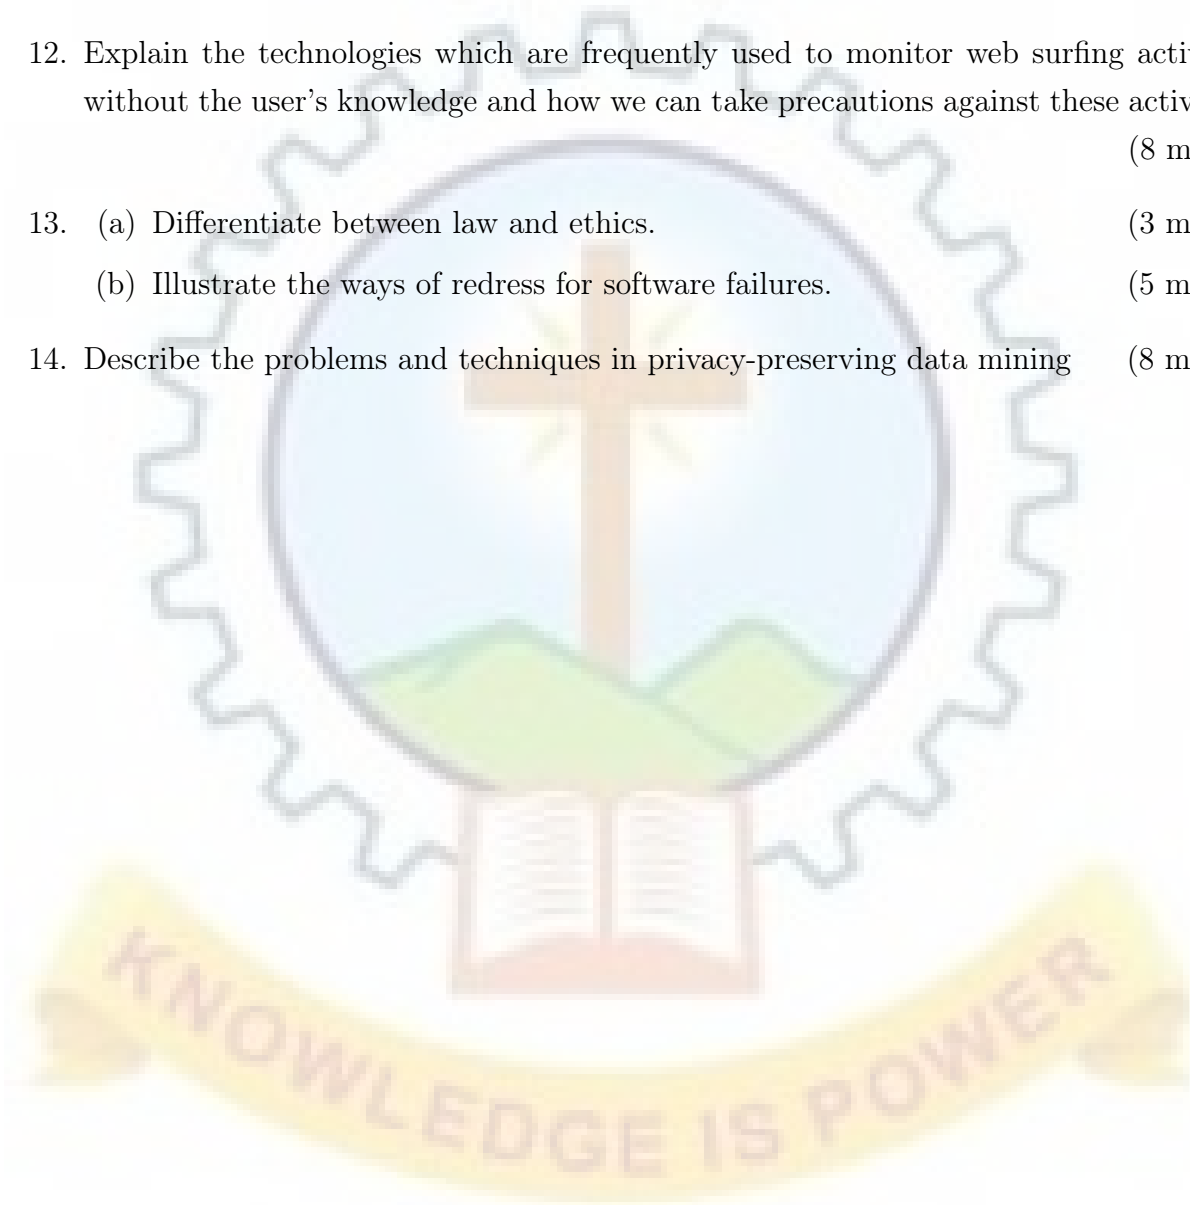 12. Explain the technologies which are frequently used to monitor web surfing acti
without the user's knowledge and how we can take precautions against these activ
(8 m
13. (a) Differentiate between law and ethics. (3 m
(b) Illustrate the ways of redress for software failures. (5 m
14. Describe the problems and techniques in privacy-preserving data mining (8 m
KNOWLEDGE IS POWER